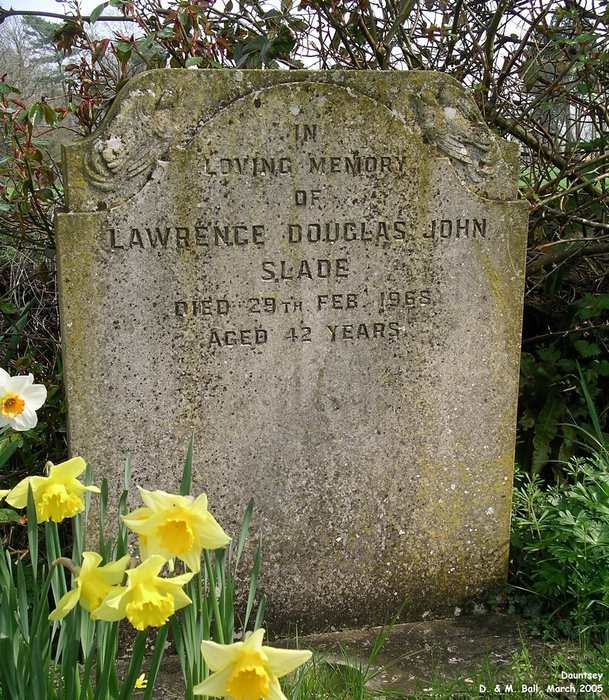 IN
LOVING MEMORY
OF
LAWRENCE DOUGLAS JOHN
SLADE
DIED 29TH FEB. 1968.
AGED 42 YEARS.
Dauntsey
D. & M. Ball, March 2005